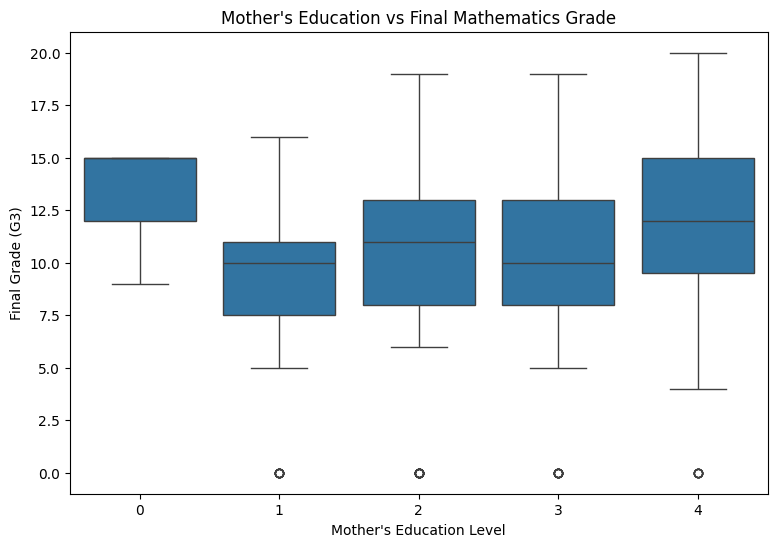 Mother's Education vs Final Mathematics Grade
Final Grade (G3)
20.0
17.5
15.0
12.5
10.0
7.5
5.0
2.5
0.0
0 1 2 3 4
Mother's Education Level